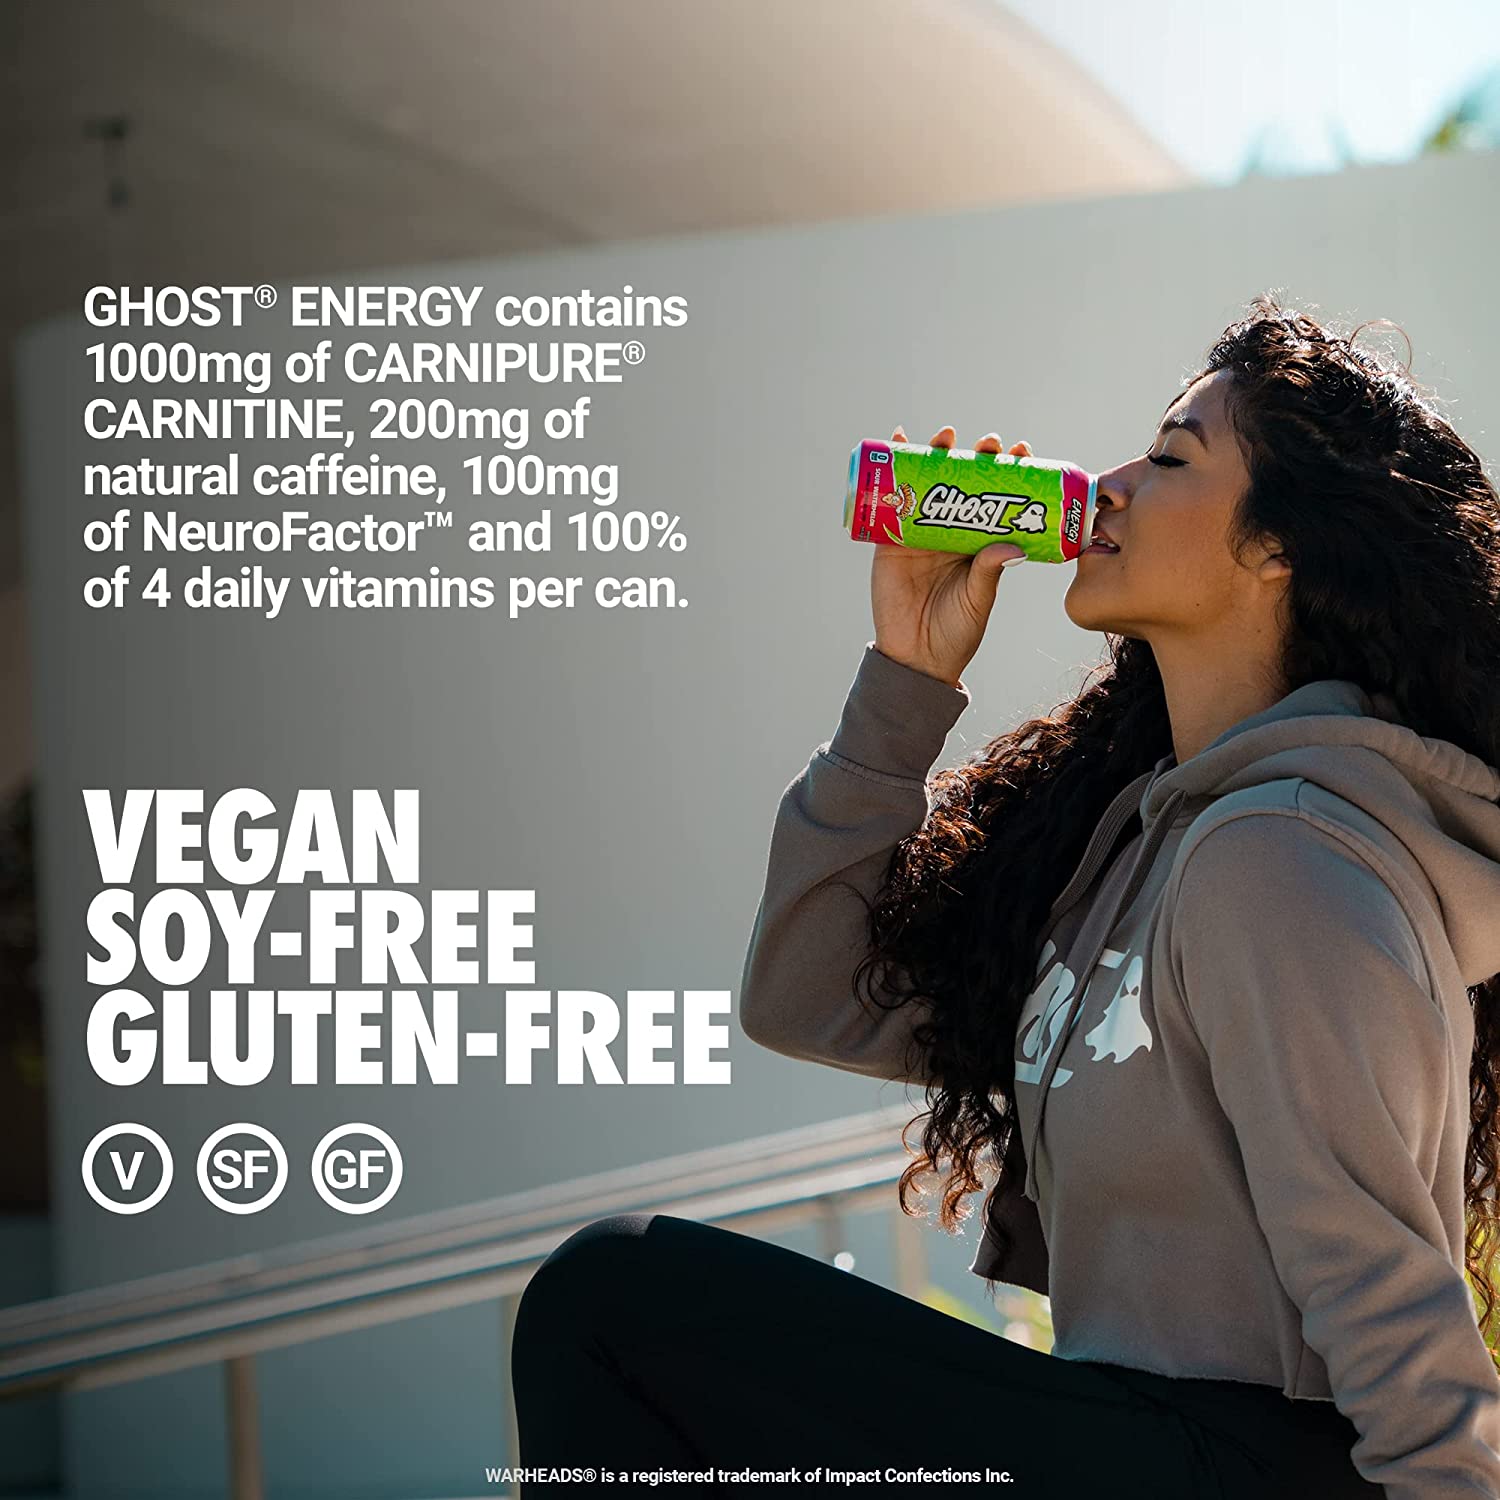 GHOST® ENERGY contains
1000mg of CARNIPURE®
CARNITINE, 200mg of
natural caffeine, 100mg
of NeuroFactor™ and 100%
of 4 daily vitamins per can.
SOUR WATERMELON
GHOST
ENERGY
VEGAN
SOY-FREE
GLUTEN-FREE
V SF GF
WARHEADS® is a registered trademark of Impact Confections Inc.